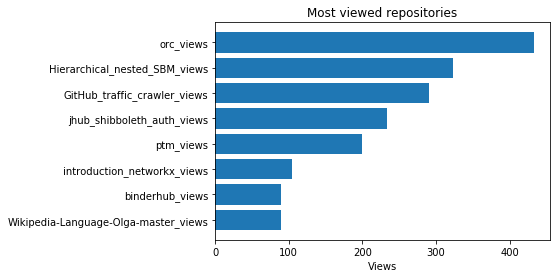 Most viewed repositories
orc_views
Hierarchical_nested_SBM_views
GitHub_traffic_crawler_views
jhub_shibboleth_auth_views
ptm_views
introduction_networkx_views
binderhub_views
Wikipedia-Language-Olga-master_views
0 100 200 300 400
Views